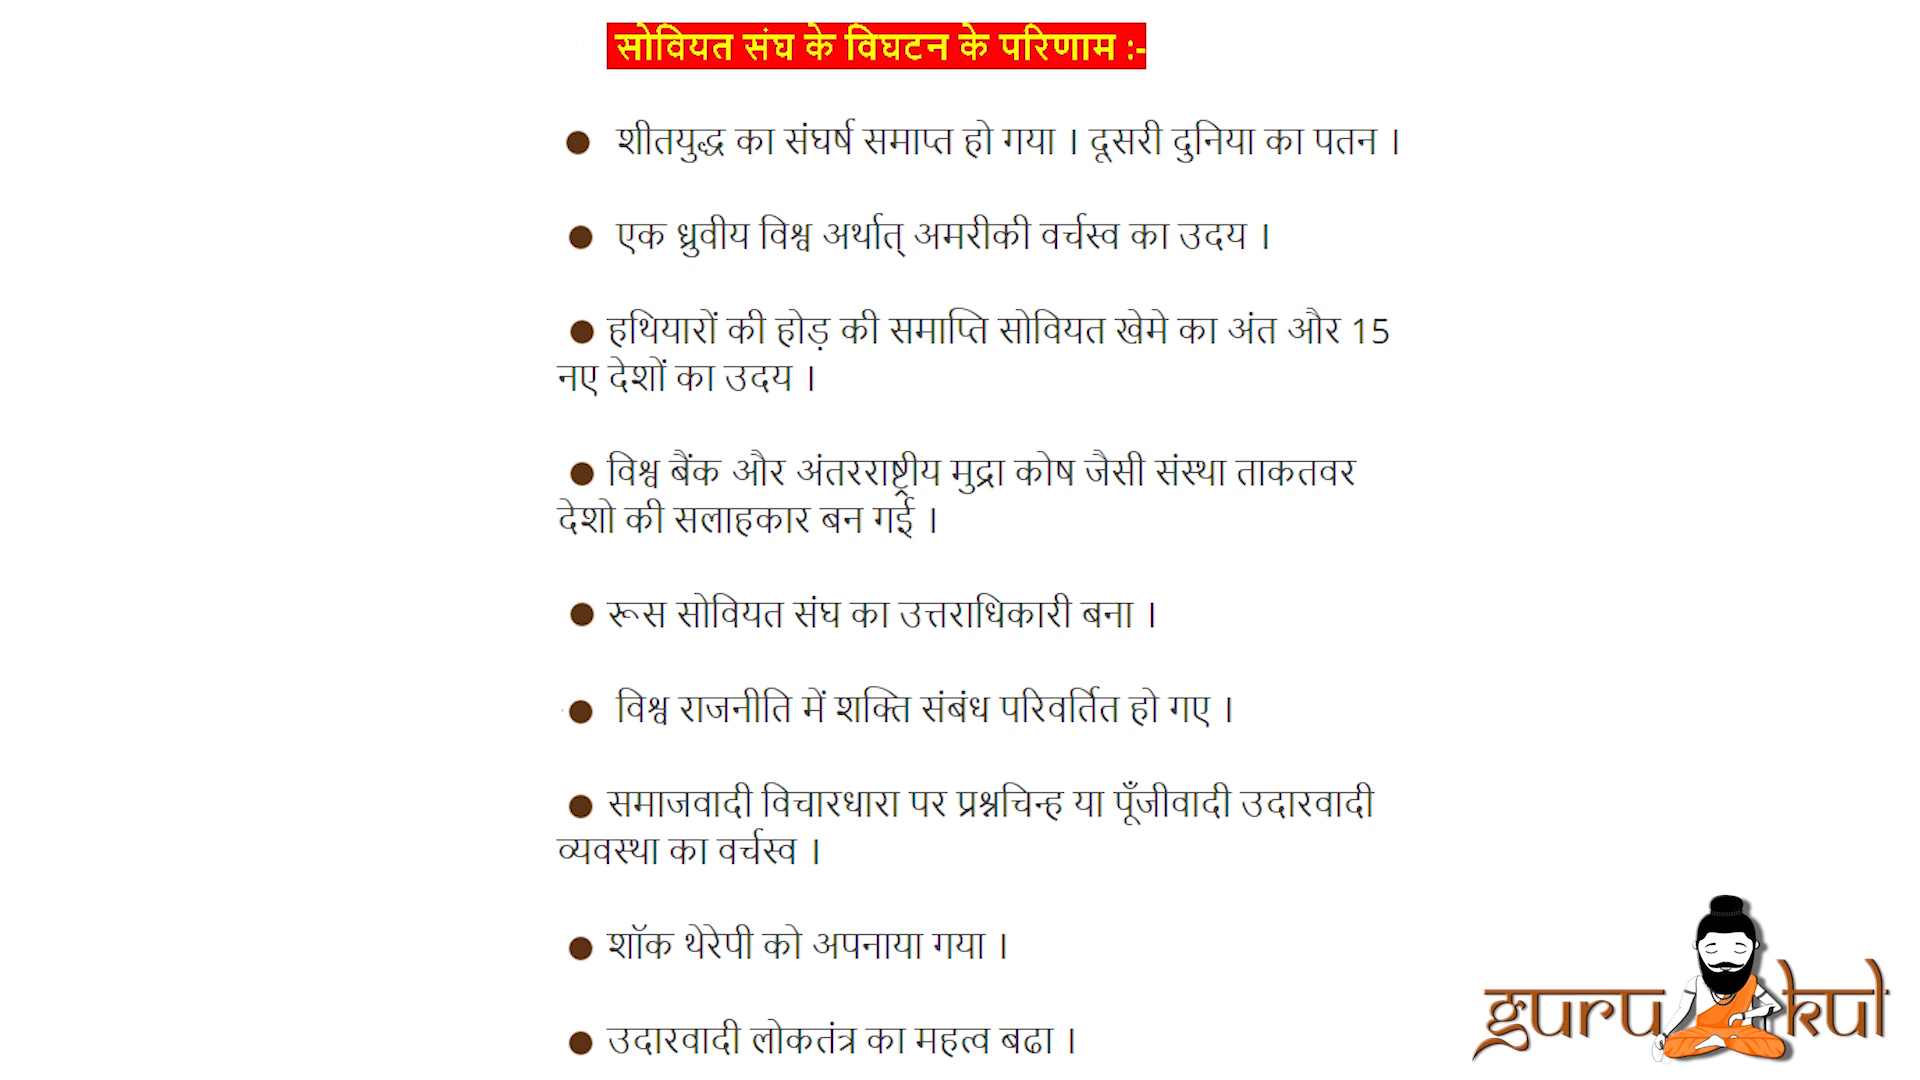 सोवियत संघ के विघटन के परिणाम :-
● शीतयुद्ध का संघर्ष समाप्त हो गया । दूसरी दुनिया का पतन ।
● एक ध्रुवीय विश्व अर्थात् अमरीकी वर्चस्व का उदय ।
● हथियारों की होड़ की समाप्ति सोवियत खेमे का अंत और 15
नए देशों का उदय ।
● विश्व बैंक और अंतरराष्ट्रीय मुद्रा कोष जैसी संस्था ताकतवर
देशो की सलाहकार बन गई ।
● रूस सोवियत संघ का उत्तराधिकारी बना ।
● विश्व राजनीति में शक्ति संबंध परिवर्तित हो गए ।
● समाजवादी विचारधारा पर प्रश्नचिन्ह या पूँजीवादी उदारवादी
व्यवस्था का वर्चस्व ।
● शॉक थेरेपी को अपनाया गया ।
● उदारवादी लोकतंत्र का महत्व बढा ।
gurukul